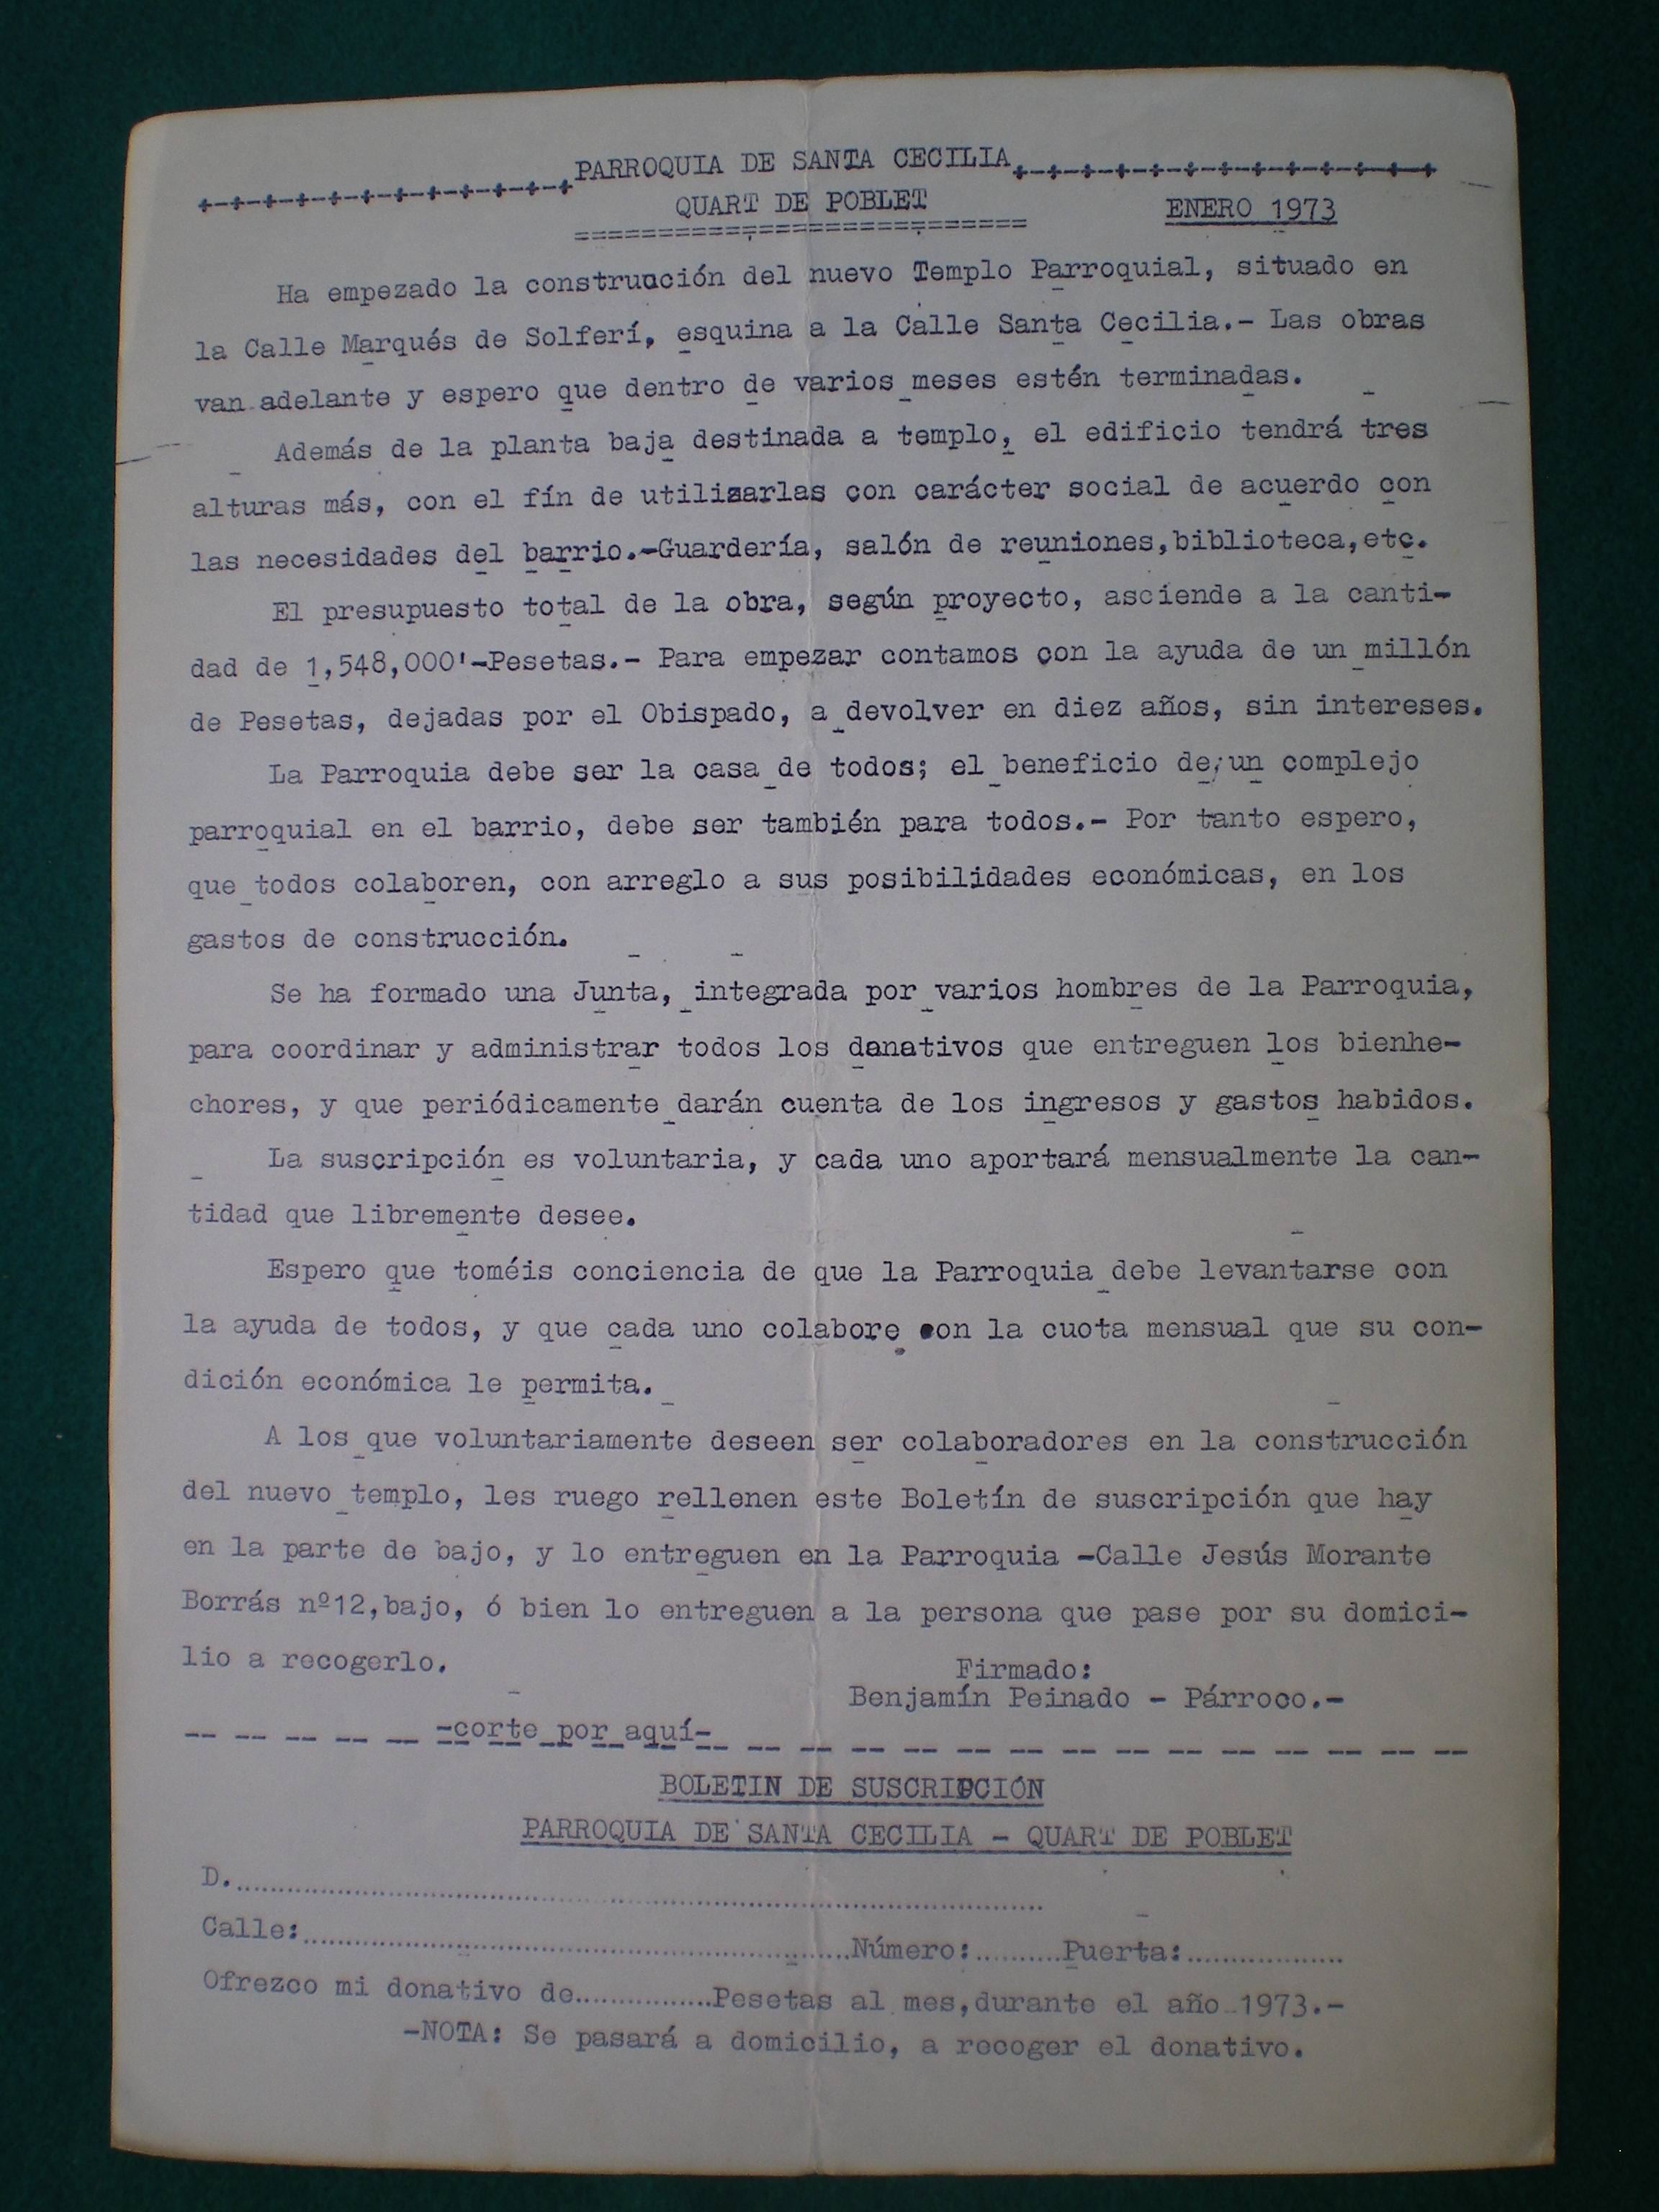 +-+-+-+-+-+-+-+-+-+-+-+PARROQUIA DE SANTA CECILIA+-+-+-+-+-+-+-+-+-+-+-+-+-+
QUART DE POBLET ENERO 1973
===========================
Ha empezado la construcción del nuevo Templo Parroquial, situado en
la Calle Marqués de Solferí, esquina a la Calle Santa Cecilia.- Las obras
van adelante y espero que dentro de varios meses estén terminadas.
Además de la planta baja destinada a templo, el edificio tendrá tres
alturas más, con el fín de utilizarlas con carácter social de acuerdo con
las necesidades del barrio.-Guardería, salón de reuniones,biblioteca,etc.
El presupuesto total de la obra, según proyecto, asciende a la canti-
dad de 1,548,000'-Pesetas.- Para empezar contamos con la ayuda de un millón
de Pesetas, dejadas por el Obispado, a devolver en diez años, sin intereses.
La Parroquia debe ser la casa de todos; el beneficio de un complejo
parroquial en el barrio, debe ser también para todos.- Por tanto espero,
que todos colaboren, con arreglo a sus posibilidades económicas, en los
gastos de construcción.
Se ha formado una Junta, integrada por varios hombres de la Parroquia,
para coordinar y administrar todos los donativos que entreguen los bienhe-
chores, y que periódicamente darán cuenta de los ingresos y gastos habidos.
La suscripción es voluntaria, y cada uno aportará mensualmente la can-
tidad que libremente desee.
Espero que toméis conciencia de que la Parroquia debe levantarse con
la ayuda de todos, y que cada uno colabore con la cuota mensual que su con-
dición económica le permita.
A los que voluntariamente deseen ser colaboradores en la construcción
del nuevo templo, les ruego rellenen este Boletín de suscripción que hay
en la parte de bajo, y lo entreguen en la Parroquia -Calle Jesús Morante
Borrás nº12,bajo, ó bien lo entreguen a la persona que pase por su domici-
lio a recogerlo.
Firmado:
Benjamín Peinado - Párroco.-
-corte por aquí-
BOLETIN DE SUSCRIPCIÓN
PARROQUIA DE SANTA CECILIA - QUART DE POBLET
D...............................................................
Calle:..........................................Número:..........Puerta:..................
Ofrezco mi donativo de................Pesetas al mes,durante el año 1973.-
-NOTA: Se pasará a domicilio, a recoger el donativo.